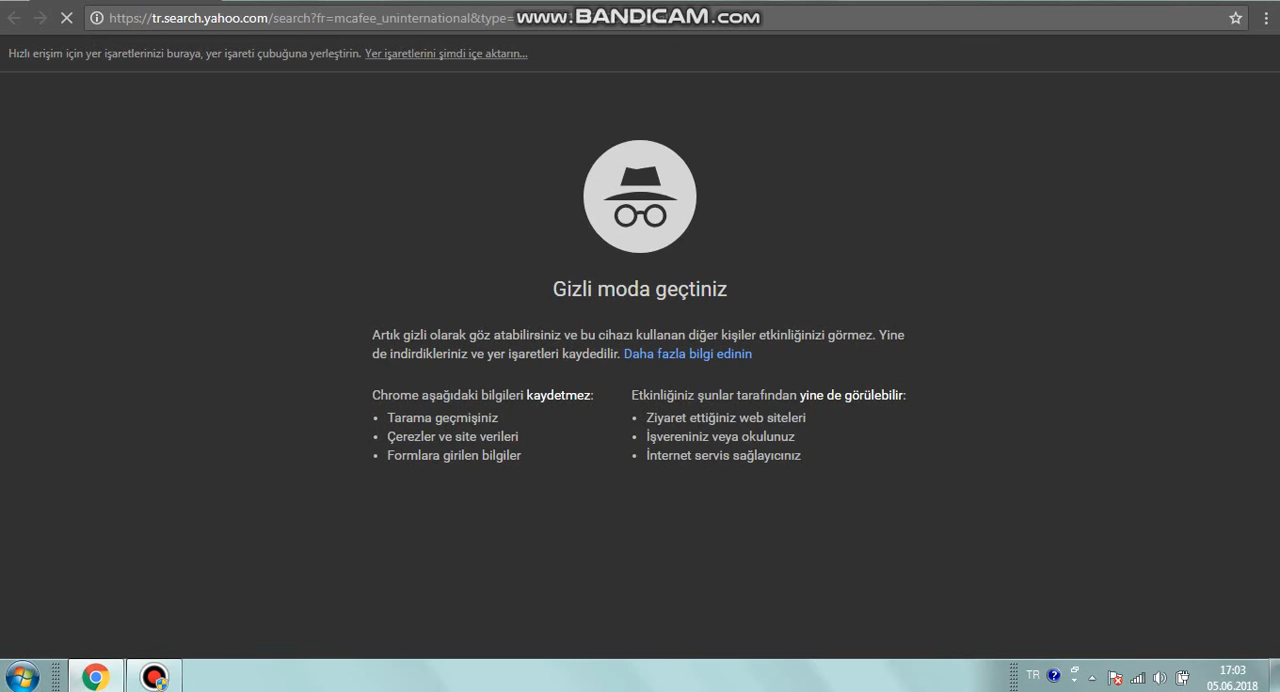 https://tr.search.yahoo.com/search?fr=mcafee_uninternational&type=
www.BANDICAM.com
Hızlı erişim için yer işaretlerinizi buraya, yer işareti çubuğuna yerleştirin. Yer işaretlerini şimdi içe aktarın...
Gizli moda geçtiniz
Artık gizli olarak göz atabilirsiniz ve bu cihazı kullanan diğer kişiler etkinliğinizi görmez. Yine
de indirdikleriniz ve yer işaretleri kaydedilir. Daha fazla bilgi edinin
Chrome aşağıdaki bilgileri kaydetmez:
• Tarama geçmişiniz
• Çerezler ve site verileri
• Formlara girilen bilgiler
Etkinliğiniz şunlar tarafından yine de görülebilir:
• Ziyaret ettiğiniz web siteleri
• İşvereniniz veya okulunuz
• İnternet servis sağlayıcınız
TR
17:03
05.06.2018